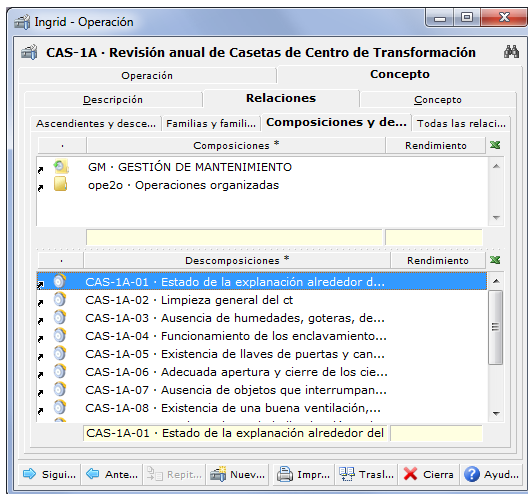 Ingrid - Operación
CAS-1A · Revisión anual de Casetas de Centro de Transformación
Operación Concepto
Descripción Relaciones Concepto
Ascendientes y desce... Familias y famili... Composiciones y de... Todas las relaci...
· Composiciones * Rendimiento
GM · GESTIÓN DE MANTENIMIENTO
ope2o · Operaciones organizadas
· Descomposiciones * Rendimiento
CAS-1A-01 · Estado de la explanación alrededor d...
CAS-1A-02 · Limpieza general del ct
CAS-1A-03 · Ausencia de humedades, goteras, de...
CAS-1A-04 · Funcionamiento de los enclavamiento...
CAS-1A-05 · Existencia de llaves de puertas y can...
CAS-1A-06 · Adecuada apertura y cierre de los cie...
CAS-1A-07 · Ausencia de objetos que interrumpan...
CAS-1A-08 · Existencia de una buena ventilación,...
CAS-1A-01 · Estado de la explanación alrededor del
Sigui... Ante... Repit... Nuev... Impr... Trasl... Cierra Ayud...